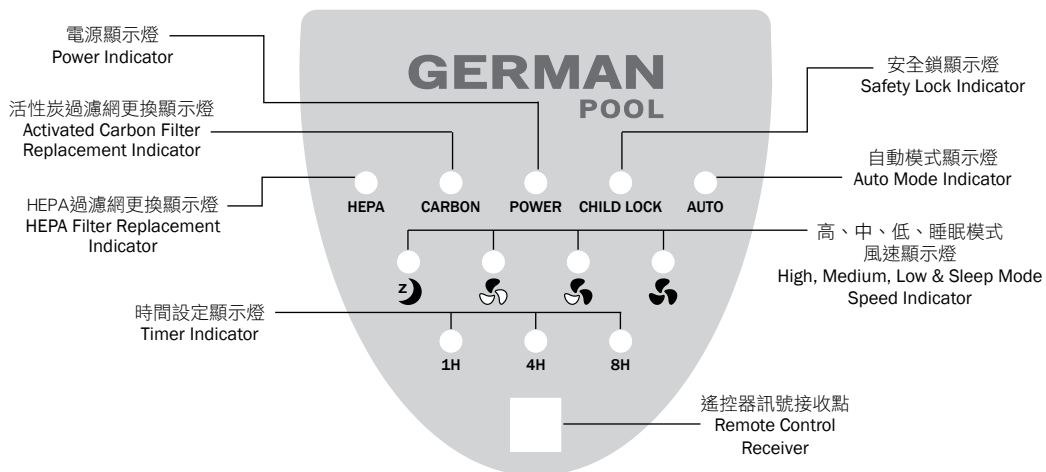 電源顯示燈
Power Indicator
活性炭過濾網更換顯示燈
Activated Carbon Filter
Replacement Indicator
HEPA過濾網更換顯示燈
HEPA Filter Replacement
Indicator
時間設定顯示燈
Timer Indicator
GERMAN
POOL
HEPA CARBON POWER CHILD LOCK AUTO
Z
1H 4H 8H
安全鎖顯示燈
Safety Lock Indicator
自動模式顯示燈
Auto Mode Indicator
高、中、低、睡眠模式
風速顯示燈
High, Medium, Low & Sleep Mode
Speed Indicator
遙控器訊號接收點
Remote Control
Receiver